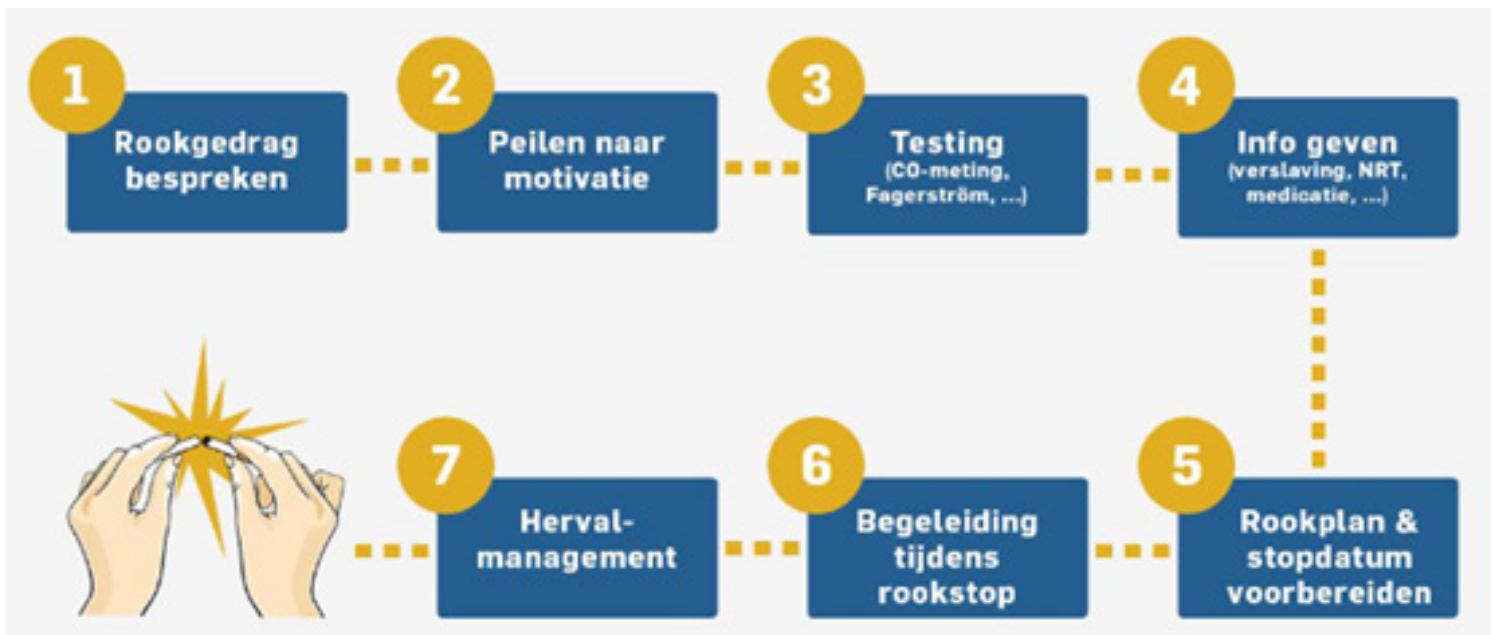 1
Rookgedrag
bespreken
2
Peilen naar
motivatie
3
Testing
(CO-meting,
Fagerström, ...)
4
Info geven
(verslaving, NRT,
medicatie, ...)
5
Rookplan &
stopdatum
voorbereiden
6
Begeleiding
tijdens
rookstop
7
Herval-
management